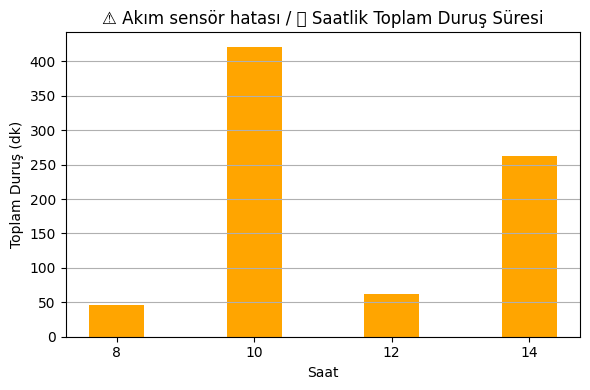 ⚠ Akım sensör hatası / ▯ Saatlik Toplam Duruş Süresi
Toplam Duruş (dk)
400
350
300
250
200
150
100
50
0
8 10 12 14
Saat